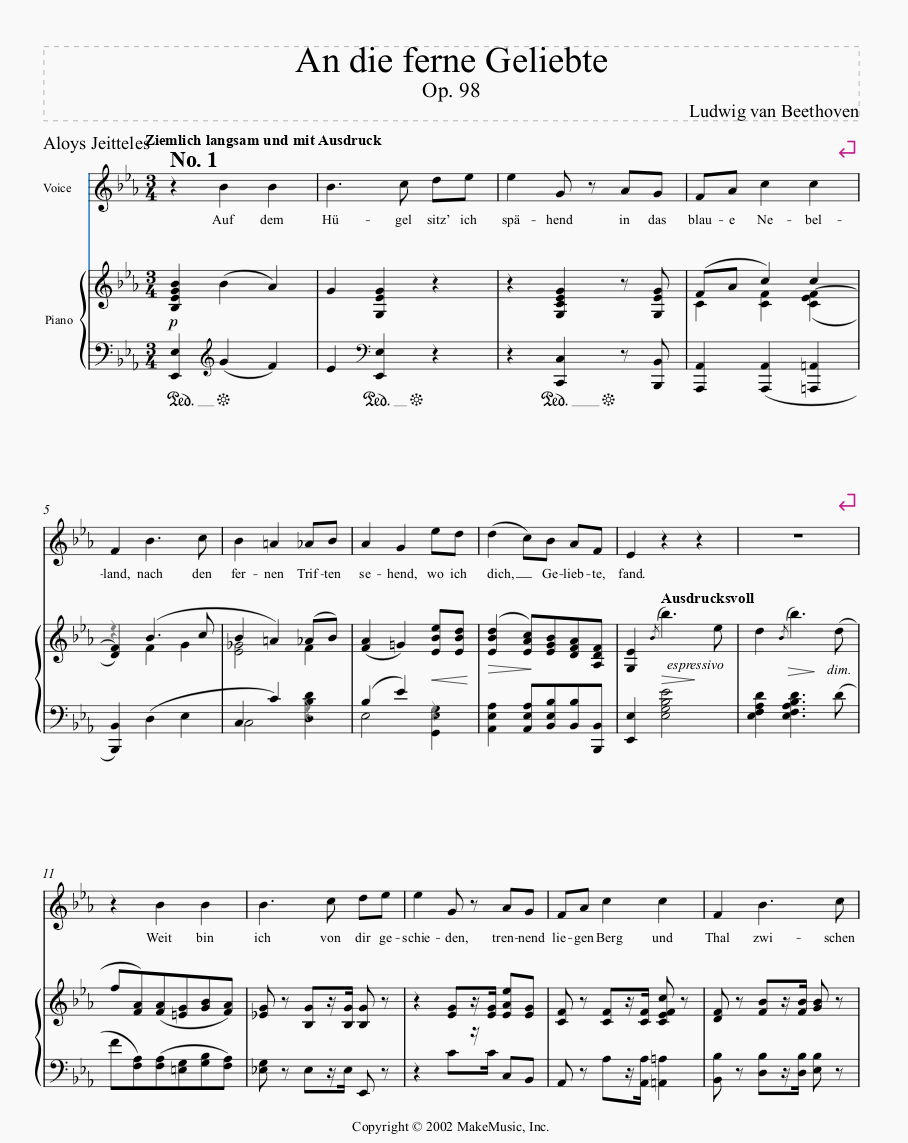 An die ferne Geliebte
Op. 98
Ludwig van Beethoven
Aloys Jeitteles
Ziemlich langsam und mit Ausdruck
No. 1
Voice
Auf dem Hü - gel sitz' ich spä - hend in das blau - e Ne - bel -
Piano
p
Ped. Ped. Ped.
5
-land, nach den fer - nen Trif - ten se - hend, wo ich dich, Ge - lieb - te, fand.
Ausdrucksvoll
espressivo
dim.
11
Weit bin ich von dir ge - schie - den, tren - nend lie - gen Berg und Thal zwi - schen
Copyright © 2002 MakeMusic, Inc.